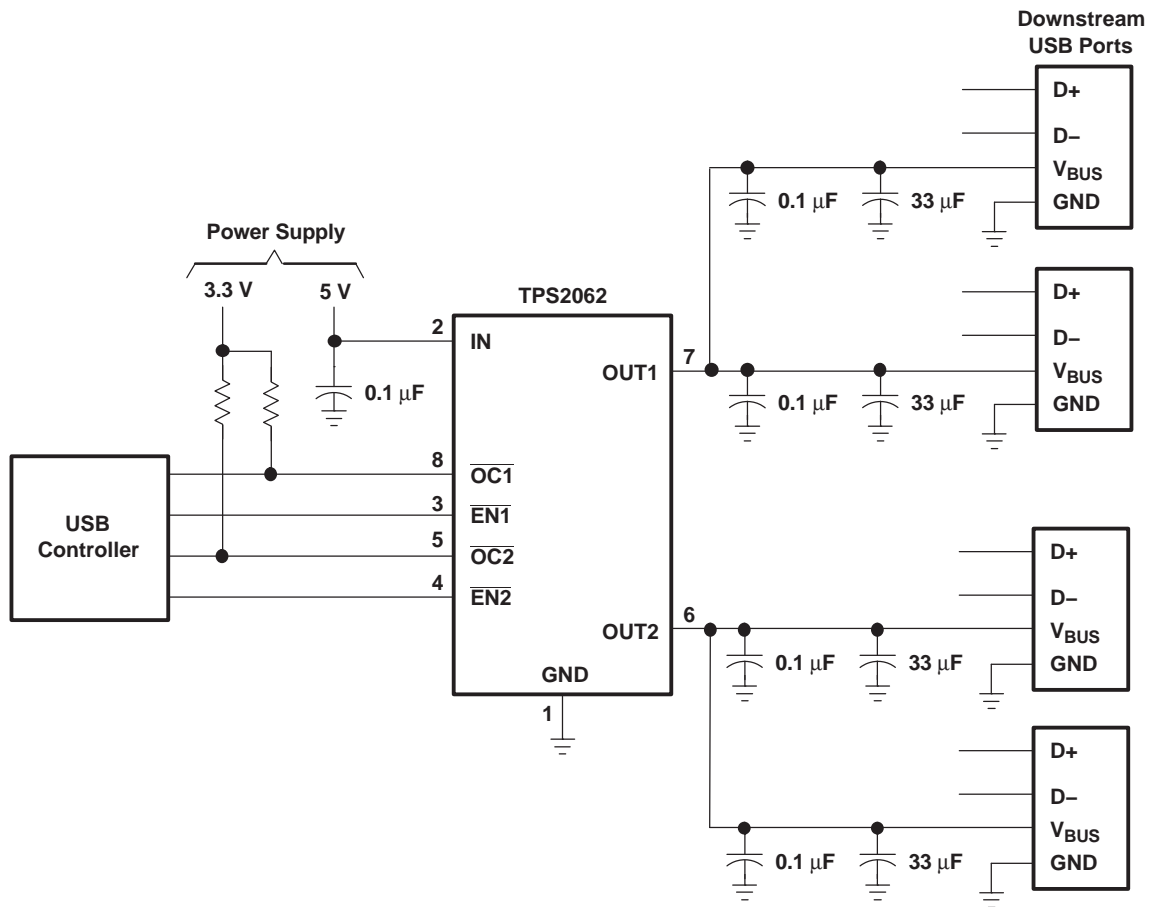 Downstream
USB Ports
D+
D–
VBUS
GND
0.1 μF
33 μF
Power Supply
3.3 V
5 V
0.1 μF
TPS2062
2
IN
OUT1
7
0.1 μF
33 μF
D+
D–
VBUS
GND
USB
Controller
8
OC1
3
EN1
5
OC2
4
EN2
OUT2
6
GND
1
0.1 μF
33 μF
D+
D–
VBUS
GND
0.1 μF
33 μF
D+
D–
VBUS
GND